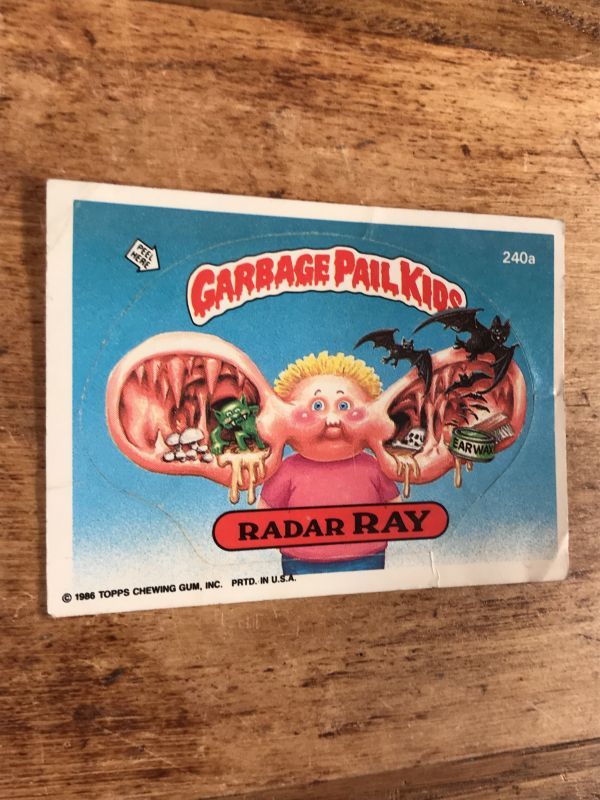 PEEL
HERE
GARBAGE PAIL KIDS
240a
EARWAX
RADAR RAY
© 1986 TOPPS CHEWING GUM, INC. PRTD. IN U.S.A.